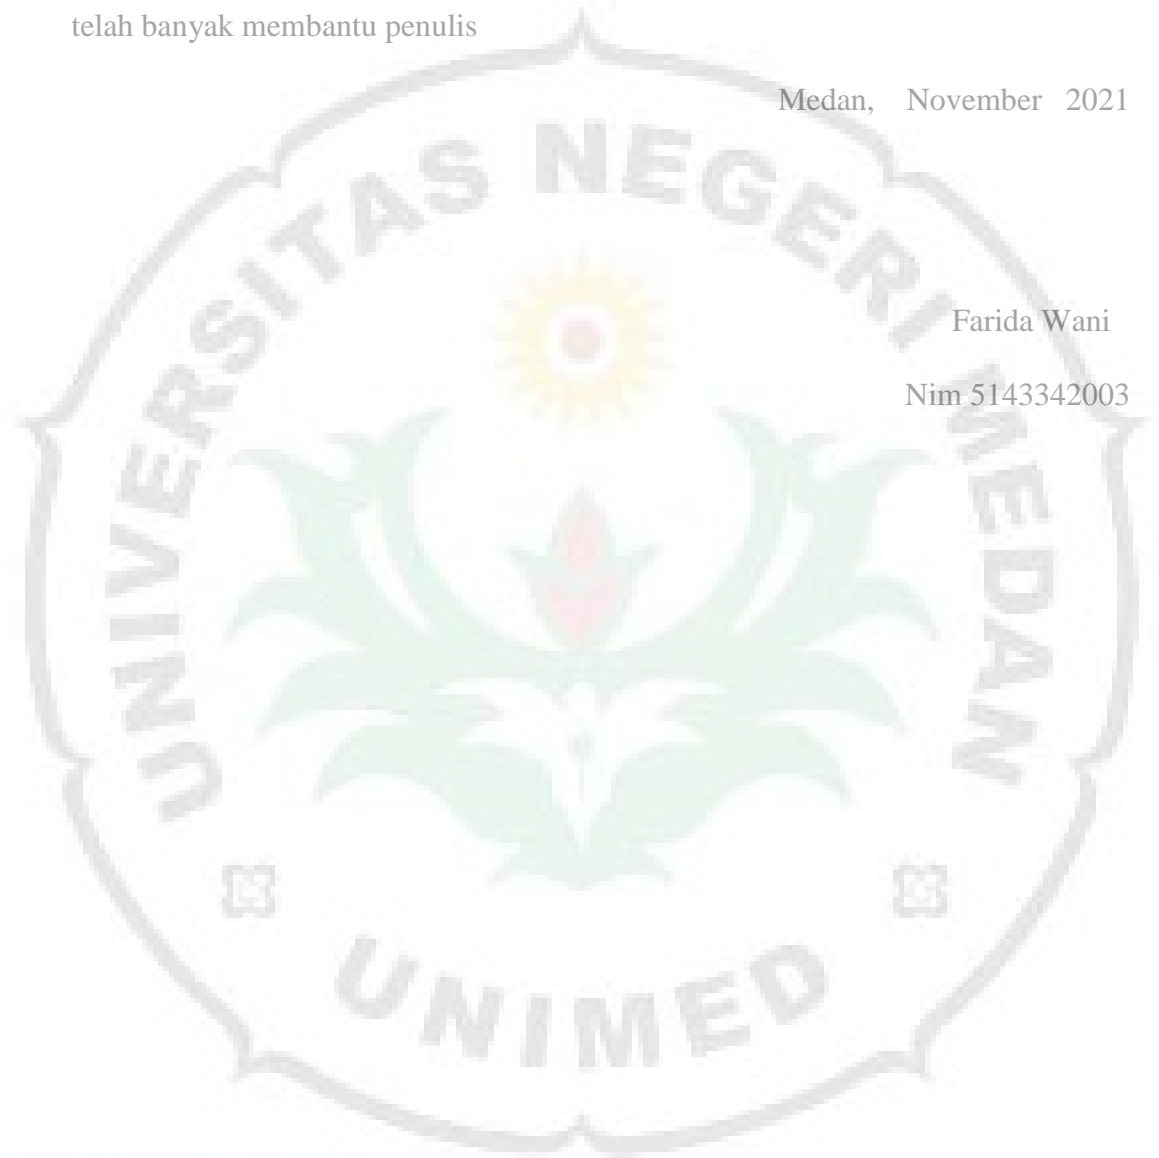 telah banyak membantu penulis
Medan, November 2021
UNIVERSITAS NEGERI MEDAN
Farida Wani
Nim 5143342003
UNIMED